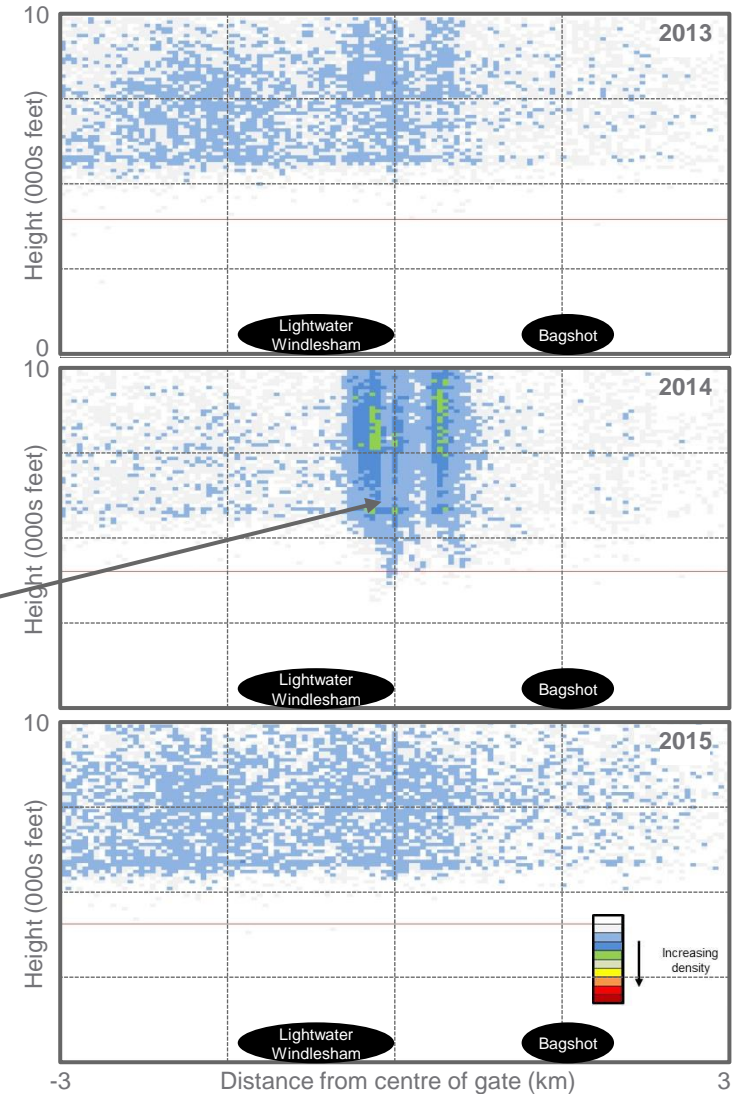 10
2013
Height (000s feet)
Lightwater
Windlesham
Bagshot
0
10
2014
Height (000s feet)
Lightwater
Windlesham
Bagshot
10
2015
Height (000s feet)
Increasing
density
Lightwater
Windlesham
Bagshot
-3
Distance from centre of gate (km)
3